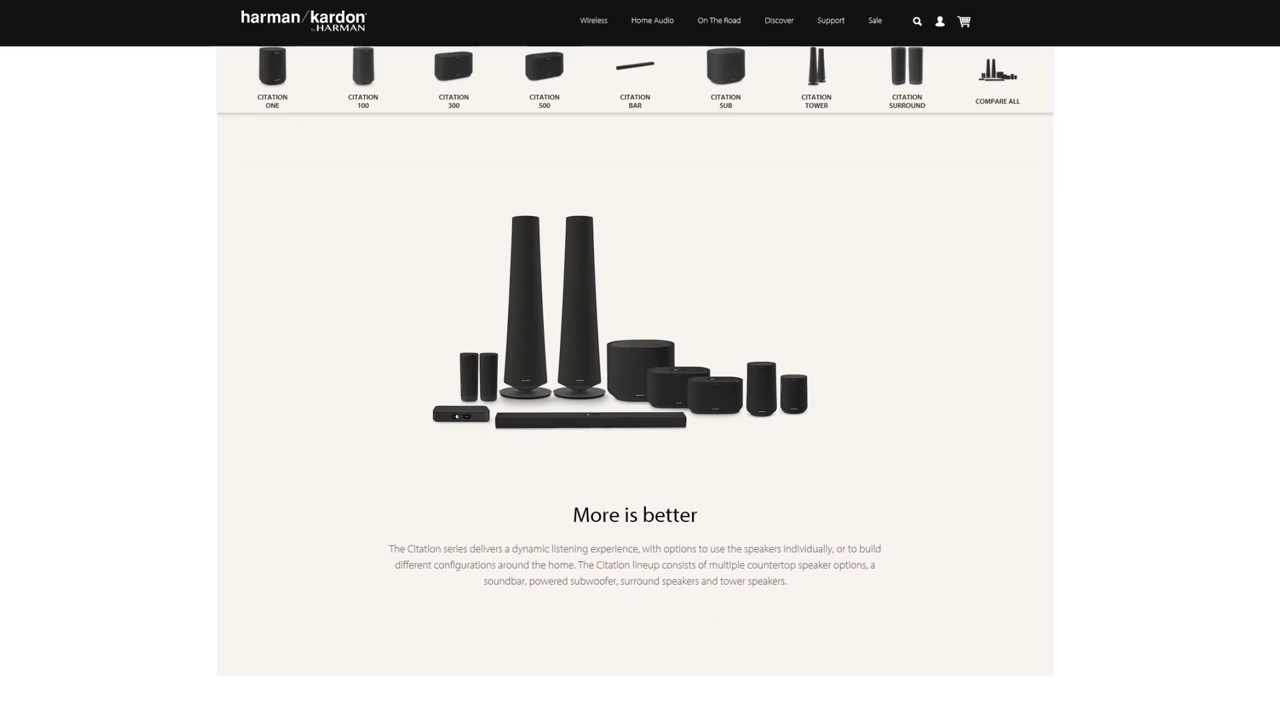 harman/kardon
by HARMAN
Wireless Home Audio On The Road Discover Support Sale
CITATION ONE
CITATION 100
CITATION 300
CITATION 500
CITATION BAR
CITATION SUB
CITATION TOWER
CITATION SURROUND
COMPARE ALL
More is better
The Citation series delivers a dynamic listening experience, with options to use the speakers individually, or to build
different configurations around the home. The Citation lineup consists of multiple countertop speaker options, a
soundbar, powered subwoofer, surround speakers and tower speakers.